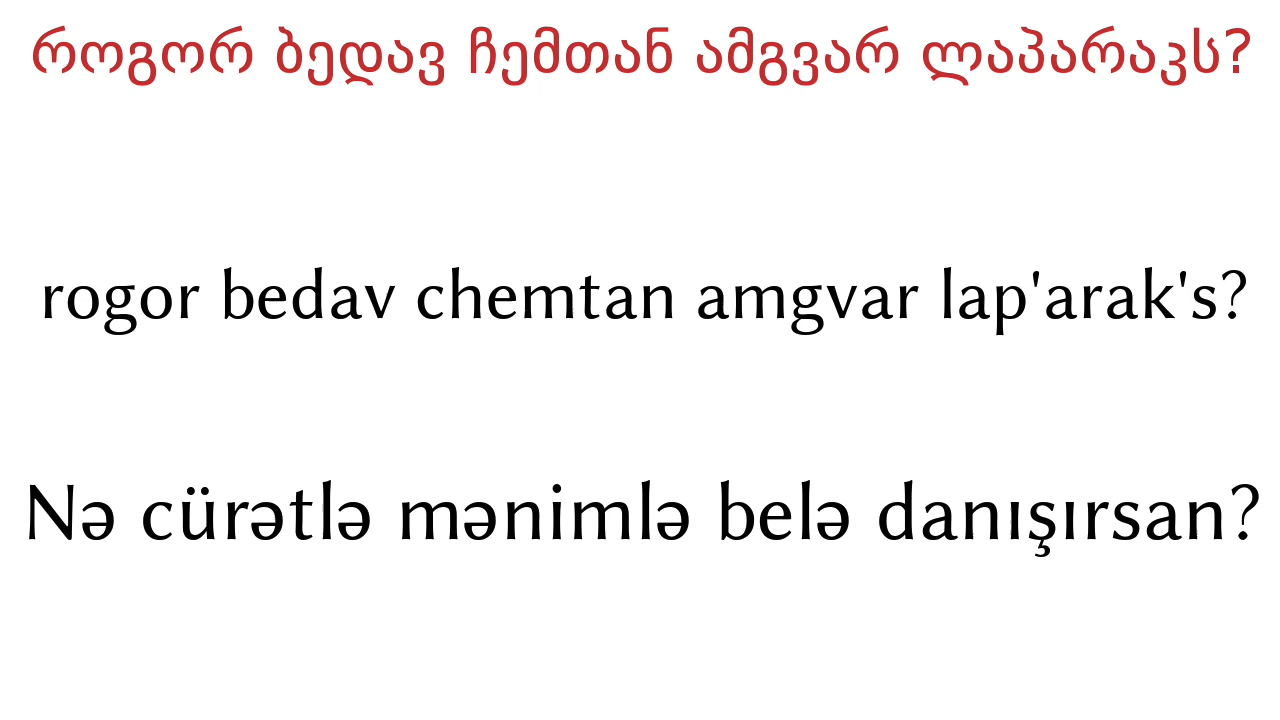 როგორ ბედავ ჩემთან ამგვარ ლაპარაკს?
rogor bedav chemtan amgvar lap'arak's?
Nə cürətlə mənimlə belə danışırsan?